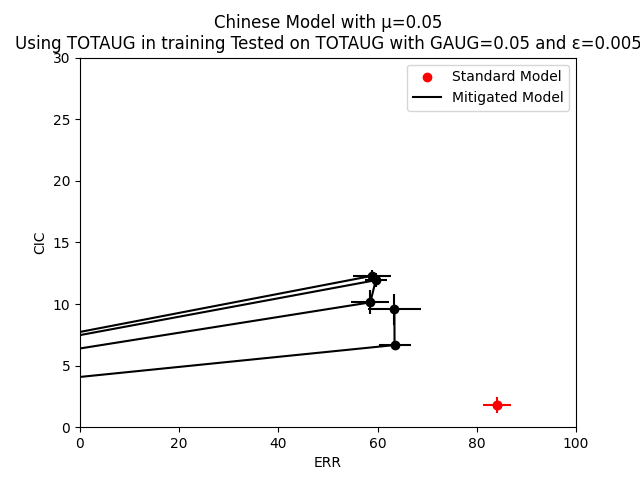 Chinese Model with μ=0.05
Using TOTAUG in training Tested on TOTAUG with GAUG=0.05 and ε=0.005
30
25
20
15
10
5
0
CIC
Standard Model
Mitigated Model
0 20 40 60 80 100
ERR